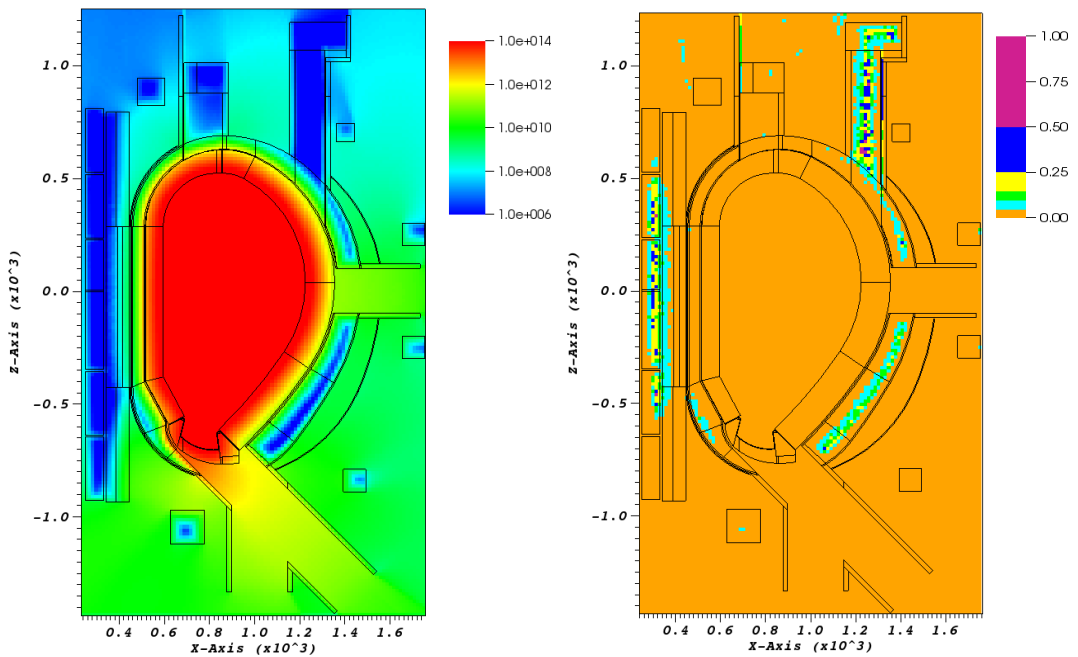 1.0
0.5
0.0
-0.5
-1.0
Z-Axis (x10^3)
0.4 0.6 0.8 1.0 1.2 1.4 1.6
X-Axis (x10^3)
1.0e+014
1.0e+012
1.0e+010
1.0e+008
1.0e+006
1.0
0.5
0.0
-0.5
-1.0
Z-Axis (x10^3)
0.4 0.6 0.8 1.0 1.2 1.4 1.6
X-Axis (x10^3)
1.00
0.75
0.50
0.25
0.00